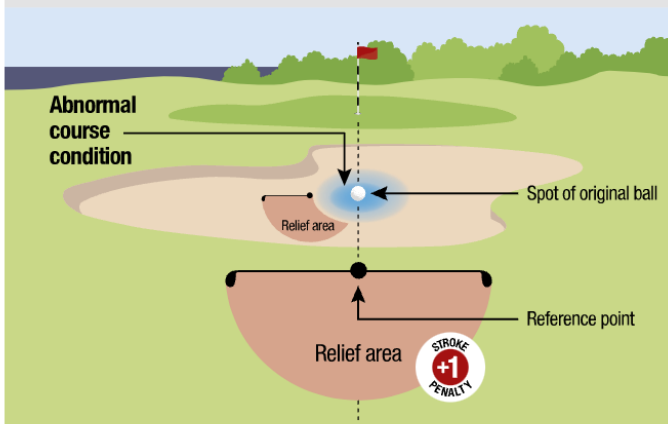 Abnormal
course
condition
Spot of original ball
Relief area
Reference point
Relief area
STROKE
+1
PENALTY